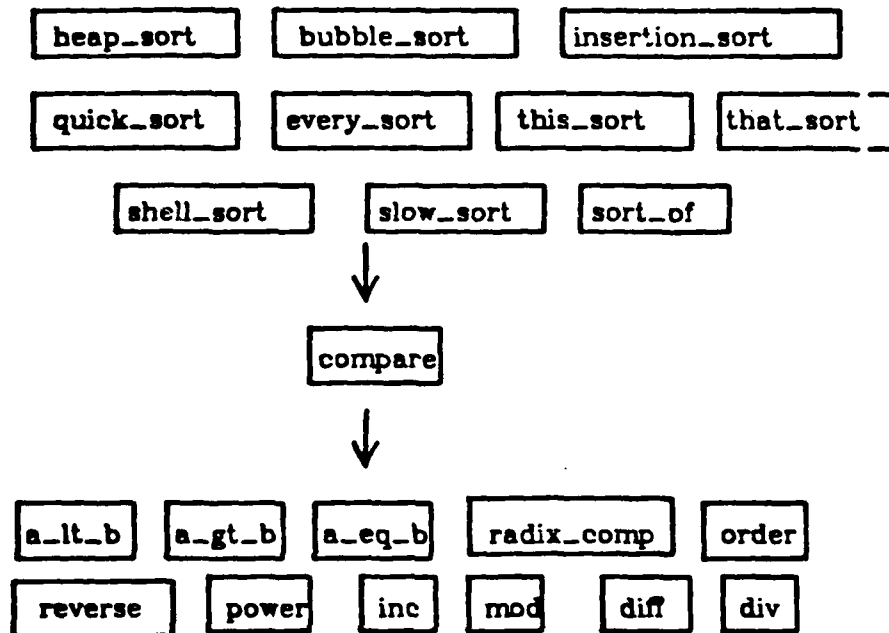 heap_sort bubble_sort insertion_sort
quick_sort every_sort this_sort that_sort
shell_sort slow_sort sort_of
compare
a_lt_b a_gt_b a_eq_b radix_comp order
reverse power inc mod diff div